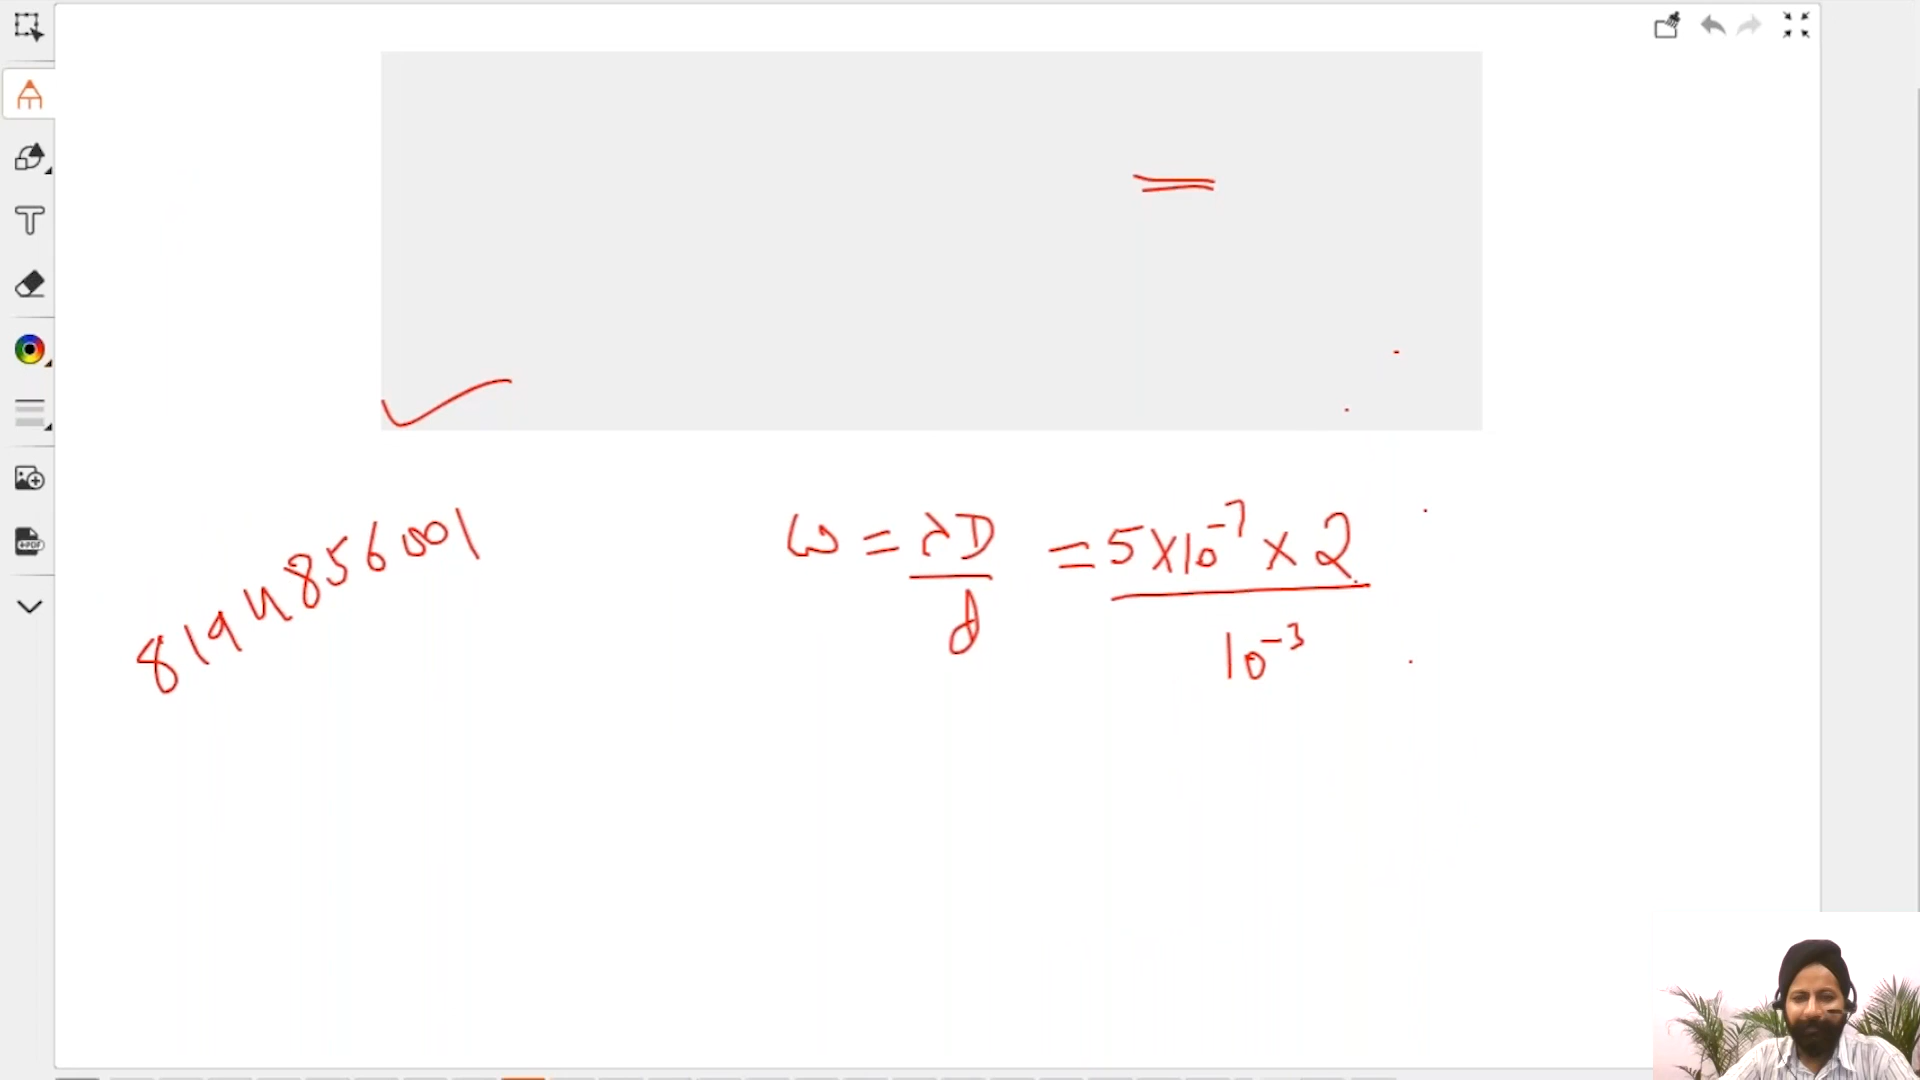 8194856001
ω = λD/d = 5×10⁻⁷ × 2/10⁻³